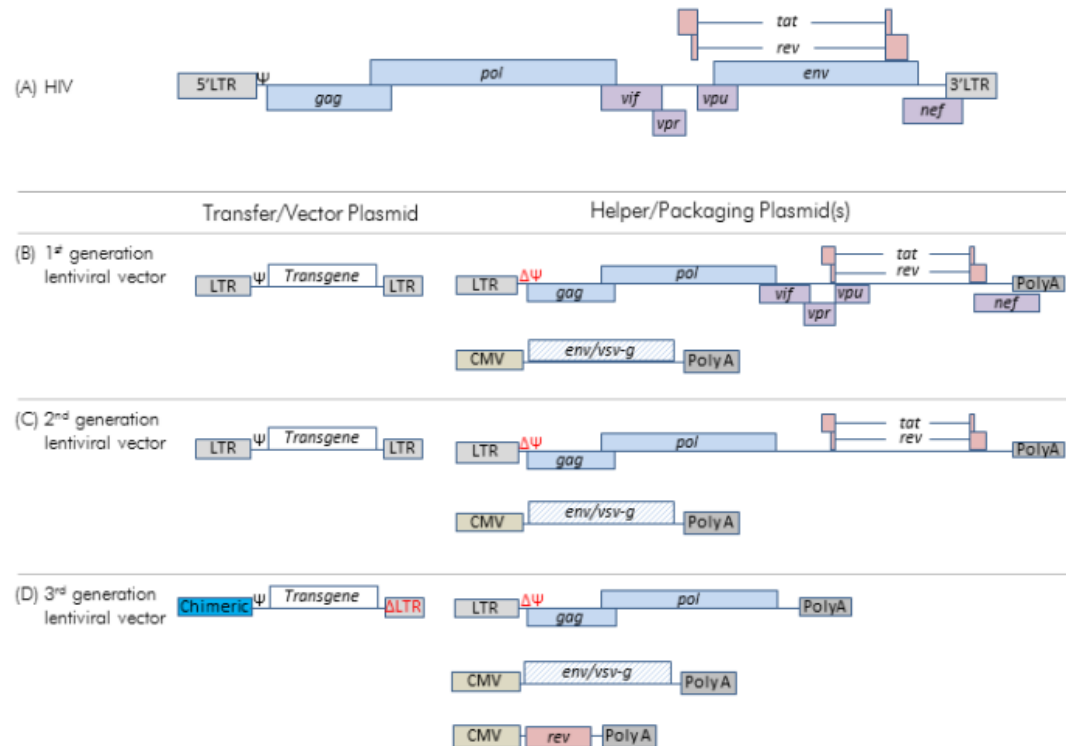 tat
rev
(A) HIV
5'LTR
Ψ
gag
pol
vif
vpr
vpu
env
nef
3'LTR
Transfer/Vector Plasmid
Helper/Packaging Plasmid(s)
(B) 1st generation
lentiviral vector
LTR
Ψ
Transgene
LTR
LTR
ΔΨ
gag
pol
vif
vpr
vpu
tat
rev
nef
PolyA
CMV
env/vsv-g
PolyA
(C) 2nd generation
lentiviral vector
LTR
Ψ
Transgene
LTR
LTR
ΔΨ
gag
pol
tat
rev
PolyA
CMV
env/vsv-g
PolyA
(D) 3rd generation
lentiviral vector
Chimeric
Ψ
Transgene
ΔLTR
LTR
ΔΨ
gag
pol
PolyA
CMV
env/vsv-g
PolyA
CMV
rev
PolyA